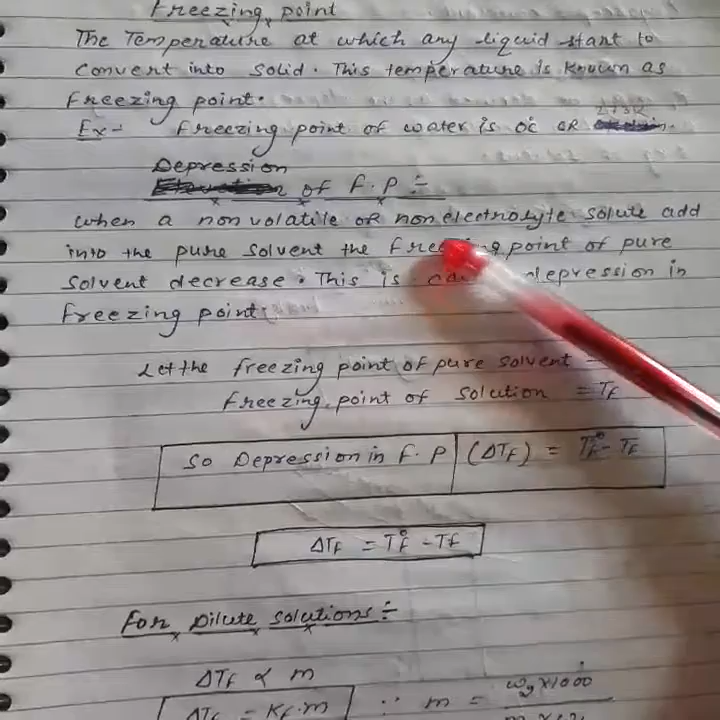 Freezing point
The Temperature at which any liquid start to
convert into solid. This temperature is known as
freezing point.
Ex- Freezing point of water is 0°c OR
Depression
of F.P ÷
when a non volatile OR non electrolyte solute add
into the pure solvent the freezing point of pure
solvent decrease. This is depression in
freezing point
Let the freezing point of pure solvent =
freezing point of solution = Tf
So Depression in F.P (ΔTf) = Tf° - Tf
ΔTf = Tf° - Tf
For Dilute solutions ÷
ΔTf ∝ m
ΔTf = Kf.m ∵ m =